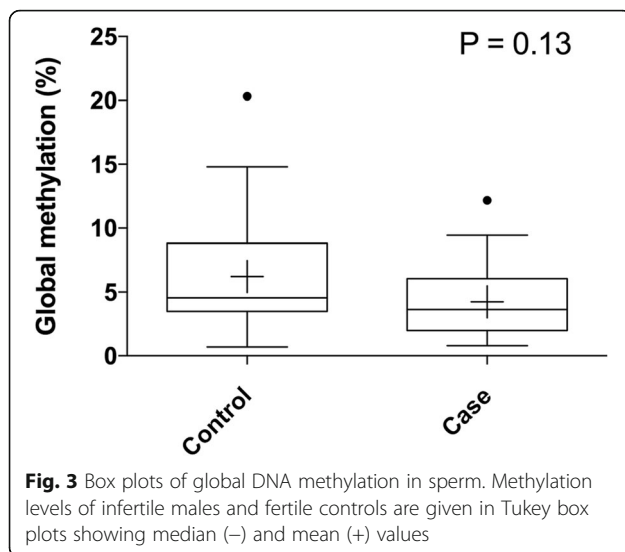 25
20
15
10
5
0
Global methylation (%)
P = 0.13
Control
Case
Fig. 3 Box plots of global DNA methylation in sperm. Methylation
levels of infertile males and fertile controls are given in Tukey box
plots showing median (−) and mean (+) values